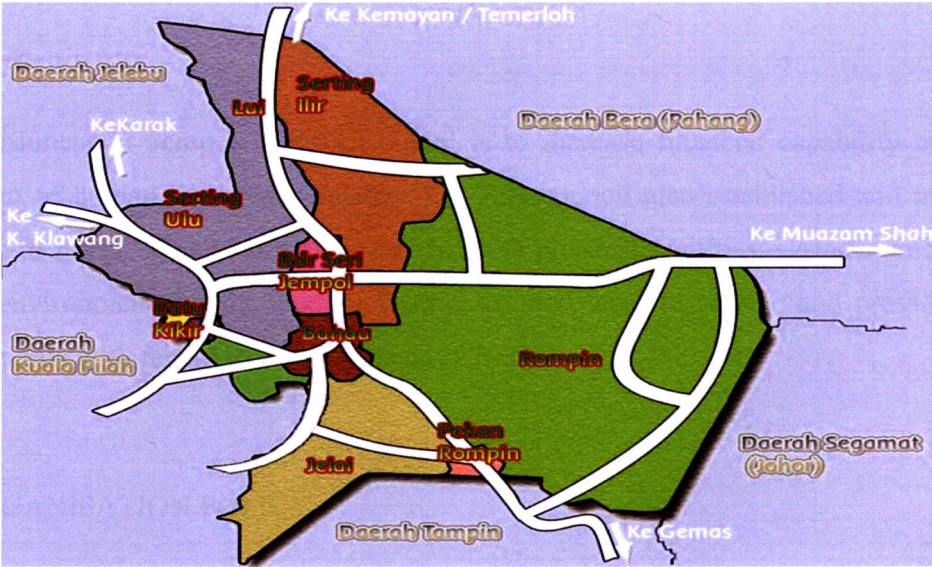 Ke Kemayan / Temerloh
Daerah Jelebu
Serting
Ilir
Lui
Daerah Bera (Pahang)
KeKarak
Serting
Ulu
Ke
K. Klawang
Ke Muazam Shah
Bdr Seri
Jempol
Batu
Kikir
Bahau
Daerah
Kuala Pilah
Rompin
Pekan
Rompin
Daerah Segamat
(Johor)
Jelai
Daerah Tampin
Ke Gemas